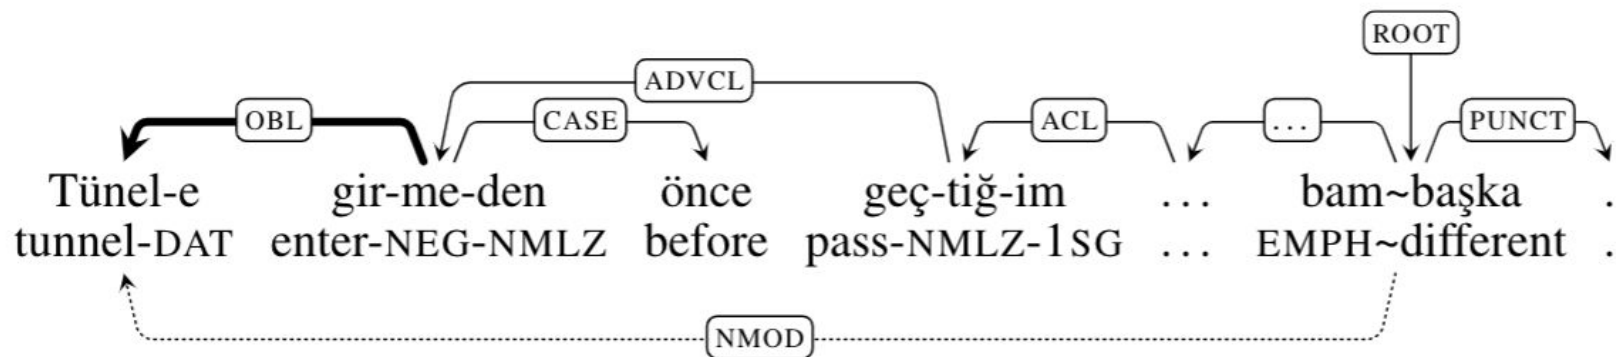 ROOT
ADVCL
OBL CASE ACL ... PUNCT
Tünel-e gir-me-den önce geç-tiğ-im ... bam~başka .
tunnel-DAT enter-NEG-NMLZ before pass-NMLZ-1SG ... EMPH~different .
NMOD